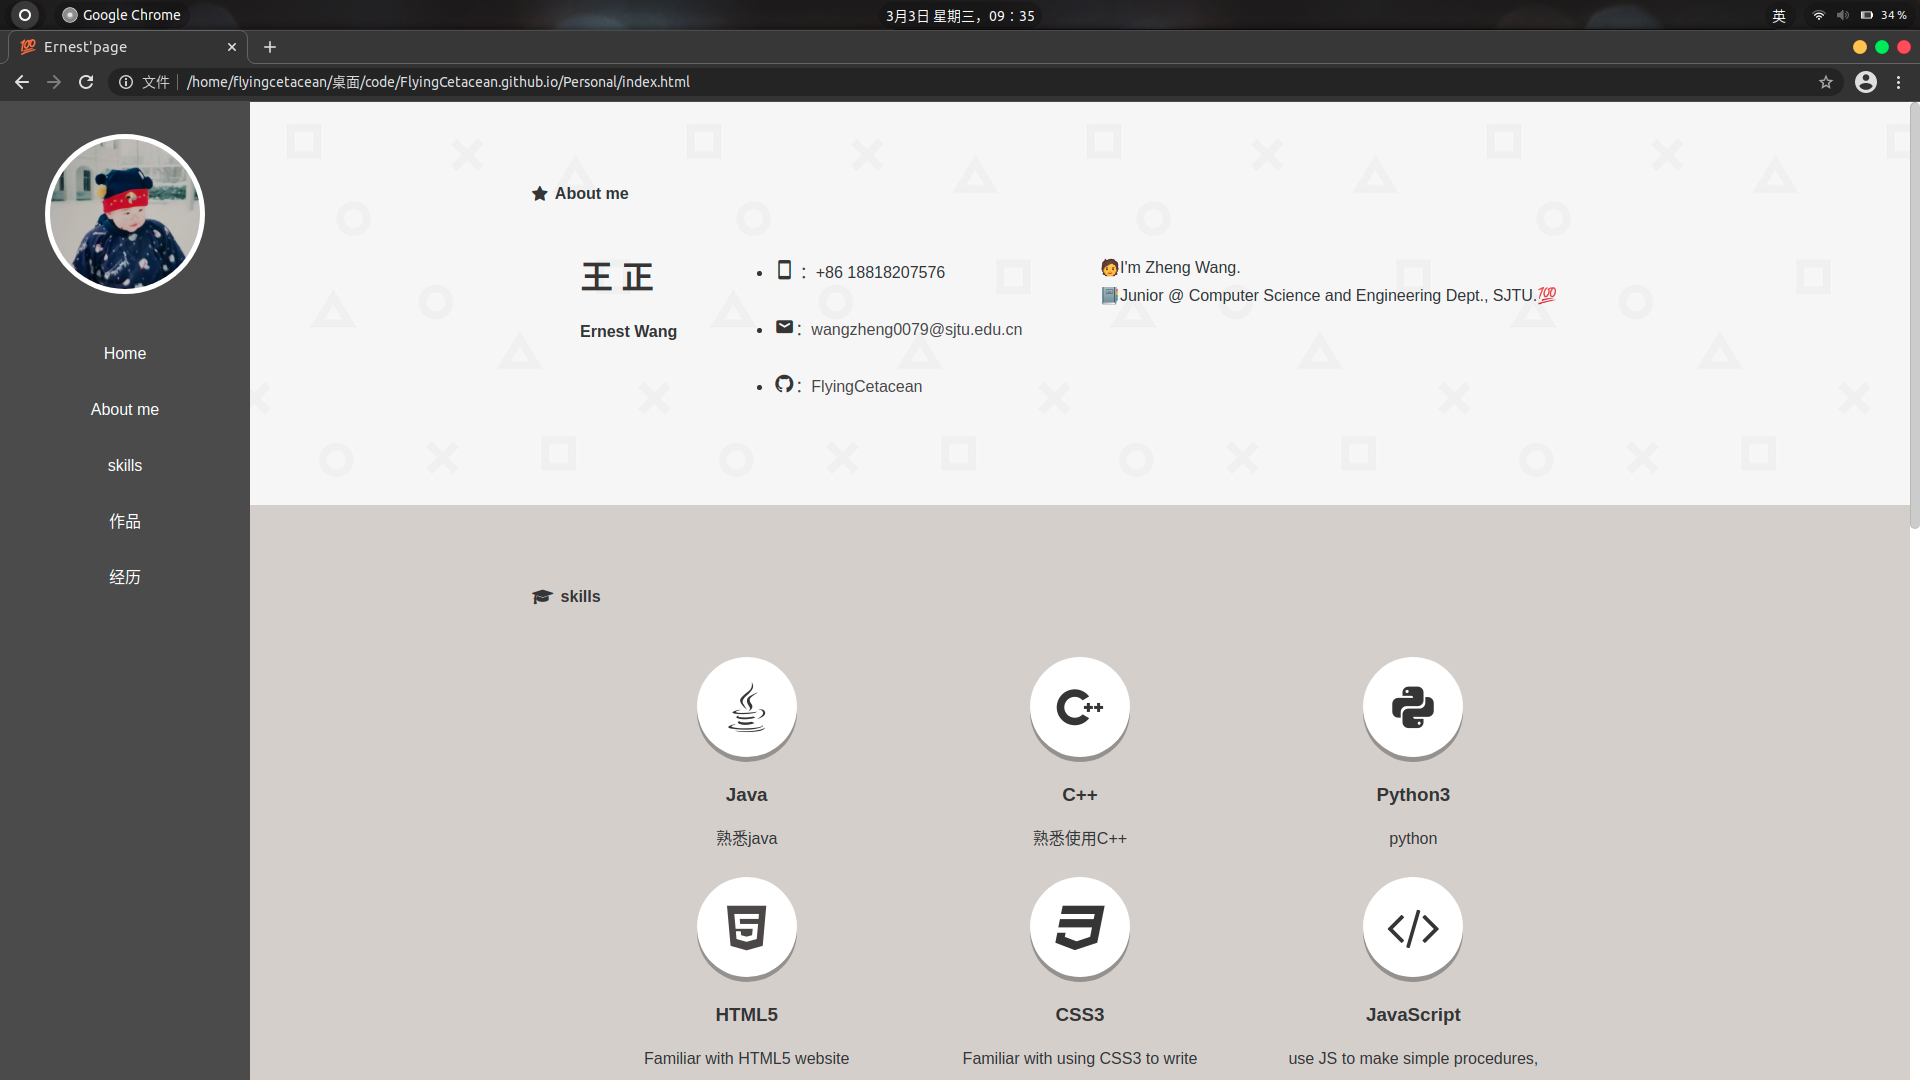 Google Chrome
3月3日 星期三，09：35
英
34%
Ernest'page
文件
/home/flyingcetacean/桌面/code/FlyingCetacean.github.io/Personal/index.html
Home
About me
skills
作品
经历
About me
王 正
Ernest Wang
：+86 18818207576
：wangzheng0079@sjtu.edu.cn
：FlyingCetacean
🧑I'm Zheng Wang.
📘Junior @ Computer Science and Engineering Dept., SJTU.💯
skills
Java
熟悉java
C++
熟悉使用C++
Python3
python
HTML5
Familiar with HTML5 website
CSS3
Familiar with using CSS3 to write
JavaScript
use JS to make simple procedures,